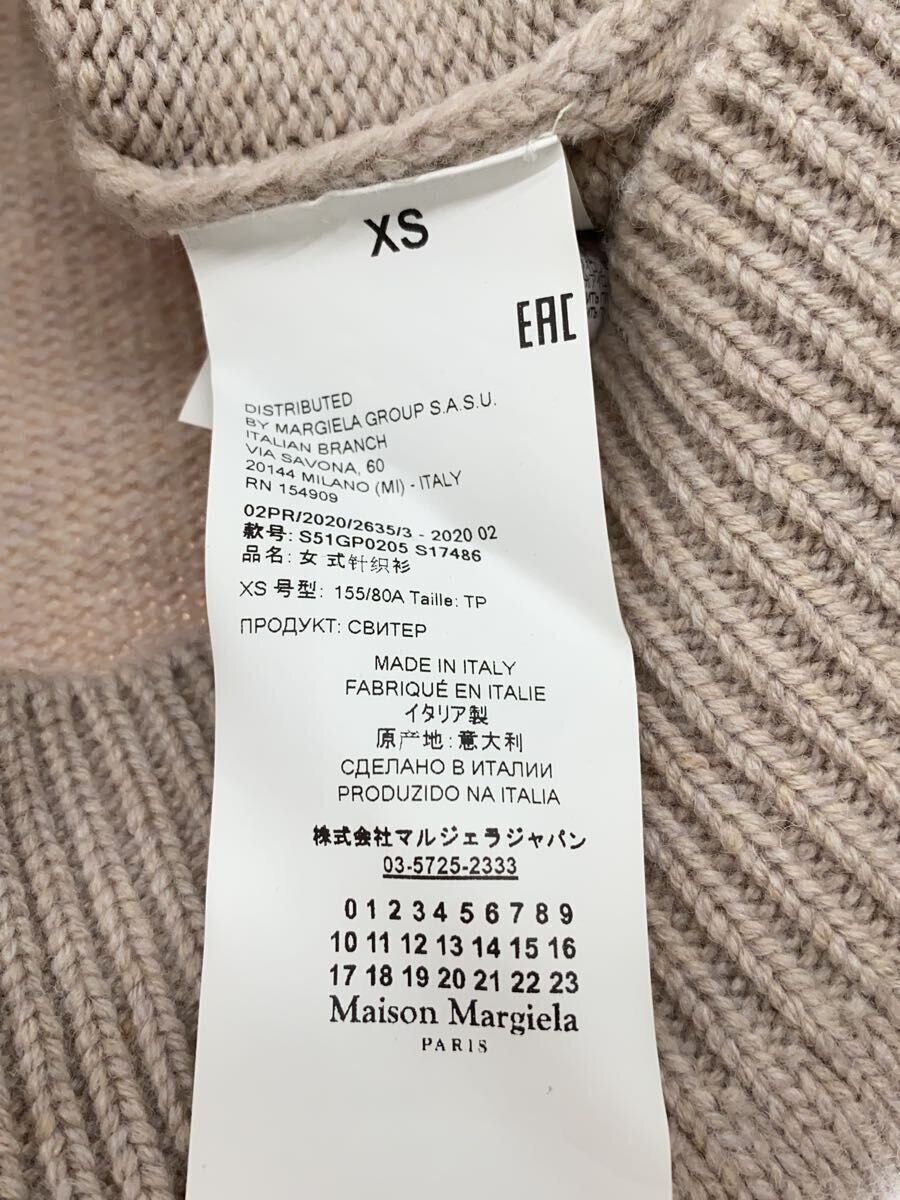 XS
EAC
DISTRIBUTED
BY MARGIELA GROUP S.A.S.U.
ITALIAN BRANCH
VIA SAVONA, 60
20144 MILANO (MI) - ITALY
RN 154909
02PR/2020/2635/3 - 2020 02
款号: S51GP0205 S17486
品名: 女 式针织衫
XS 号型: 155/80A Taille: TP
ПРОДУКТ: СВИТЕР
MADE IN ITALY
FABRIQUÉ EN ITALIE
イタリア製
原产地: 意大利
СДЕЛАНО В ИТАЛИИ
PRODUZIDO NA ITALIA
株式会社マルジェラジャパン
03-5725-2333
0 1 2 3 4 5 6 7 8 9
10 11 12 13 14 15 16
17 18 19 20 21 22 23
Maison Margiela
PARIS